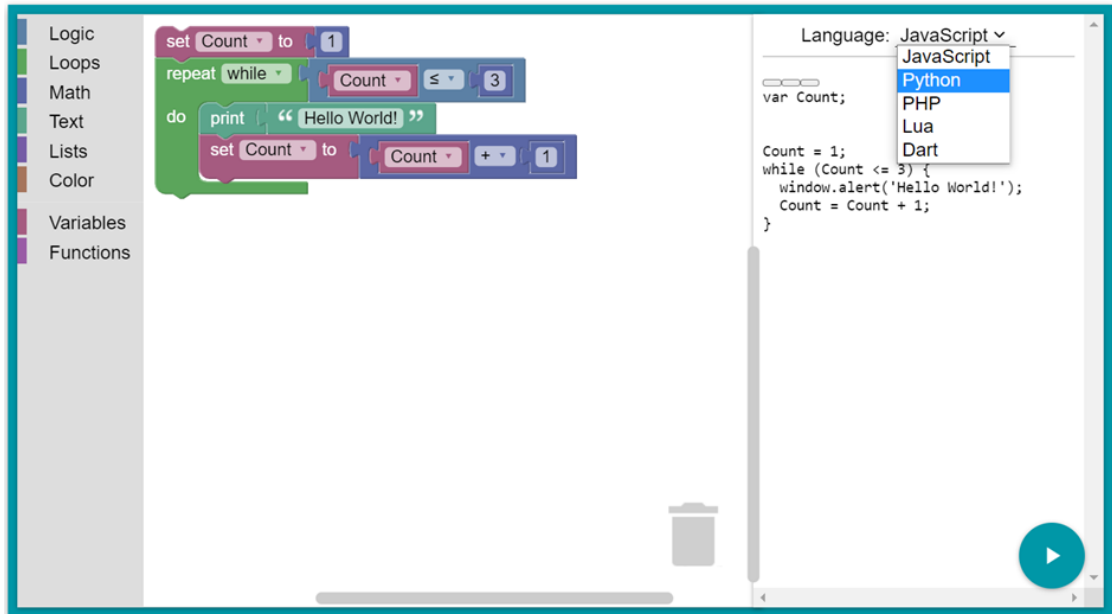 Logic
Loops
Math
Text
Lists
Color
Variables
Functions
set Count to 1
repeat while Count ≤ 3
do print “ Hello World! ”
set Count to Count + 1
Language: JavaScript
JavaScript
Python
PHP
Lua
Dart
var Count;
Count = 1;
while (Count <= 3) {
  window.alert('Hello World!');
  Count = Count + 1;
}